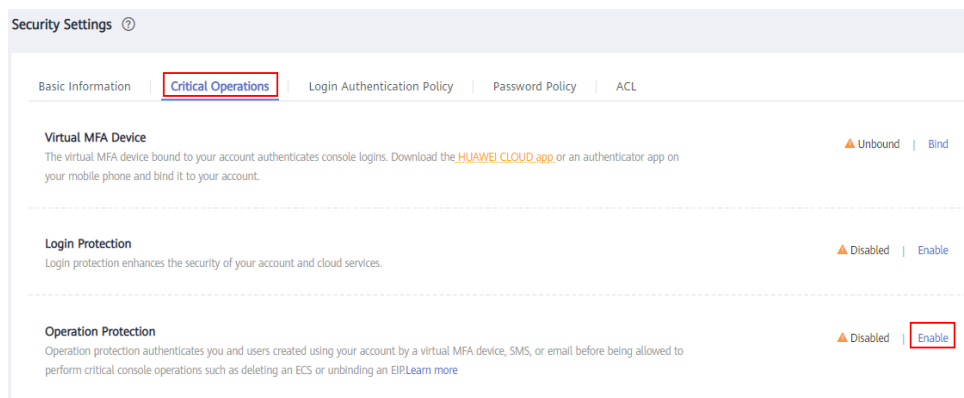 Security Settings ?
Basic Information | Critical Operations | Login Authentication Policy | Password Policy | ACL
Virtual MFA Device
The virtual MFA device bound to your account authenticates console logins. Download the HUAWEI CLOUD app or an authenticator app on
your mobile phone and bind it to your account.
Unbound | Bind
Login Protection
Login protection enhances the security of your account and cloud services.
Disabled | Enable
Operation Protection
Operation protection authenticates you and users created using your account by a virtual MFA device, SMS, or email before being allowed to
perform critical console operations such as deleting an ECS or unbinding an EIP.Learn more
Disabled | Enable